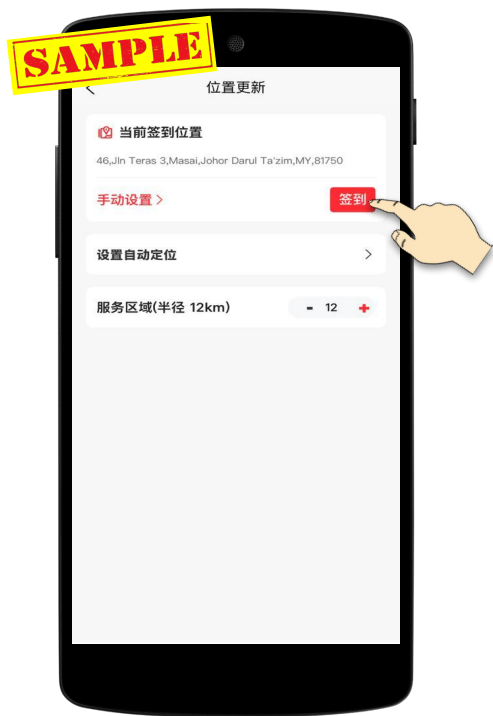 SAMPLE
位置更新
当前签到位置
46,Jln Teras 3,Masai,Johor Darul Ta'zim,MY,81750
手动设置 >
签到
设置自动定位 >
服务区域(半径 12km) - 12 +